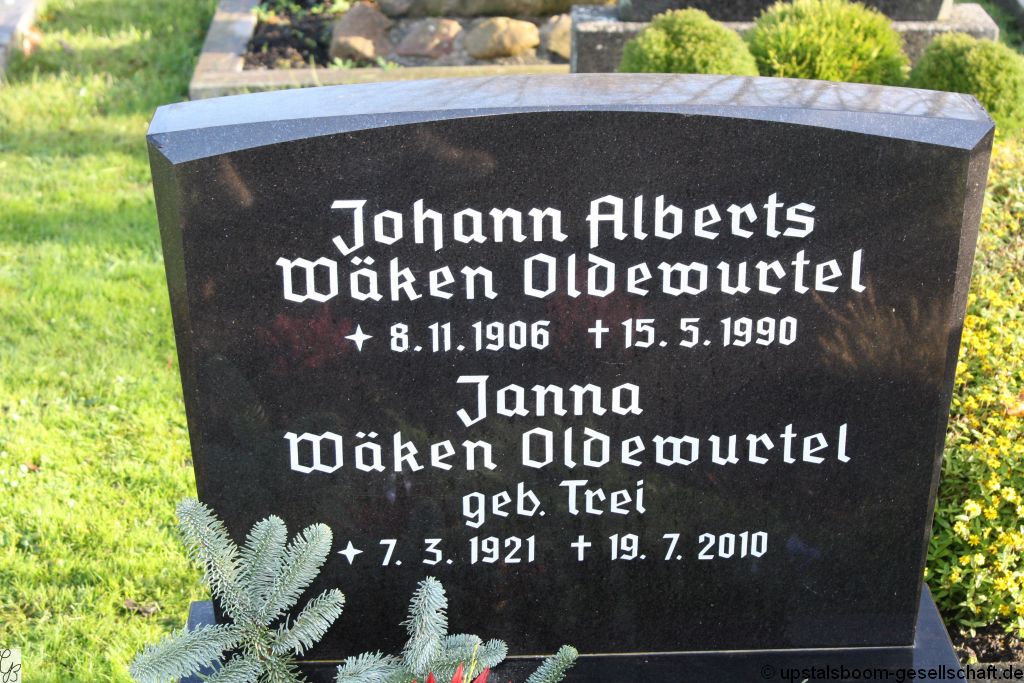 Johann Alberts
Wäken Oldewurtel
✦ 8.11.1906 † 15.5.1990
Janna
Wäken Oldewurtel
geb. Trei
✦ 7. 3. 1921 † 19. 7. 2010
© upstalsboom-gesellschaft.de